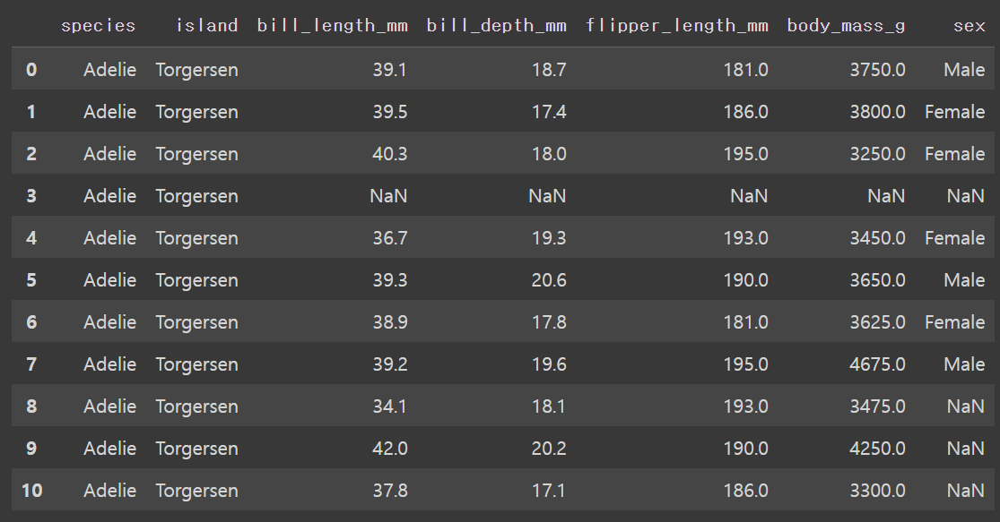 species island bill_length_mm bill_depth_mm flipper_length_mm body_mass_g sex
0 Adelie Torgersen 39.1 18.7 181.0 3750.0 Male
1 Adelie Torgersen 39.5 17.4 186.0 3800.0 Female
2 Adelie Torgersen 40.3 18.0 195.0 3250.0 Female
3 Adelie Torgersen NaN NaN NaN NaN NaN
4 Adelie Torgersen 36.7 19.3 193.0 3450.0 Female
5 Adelie Torgersen 39.3 20.6 190.0 3650.0 Male
6 Adelie Torgersen 38.9 17.8 181.0 3625.0 Female
7 Adelie Torgersen 39.2 19.6 195.0 4675.0 Male
8 Adelie Torgersen 34.1 18.1 193.0 3475.0 NaN
9 Adelie Torgersen 42.0 20.2 190.0 4250.0 NaN
10 Adelie Torgersen 37.8 17.1 186.0 3300.0 NaN